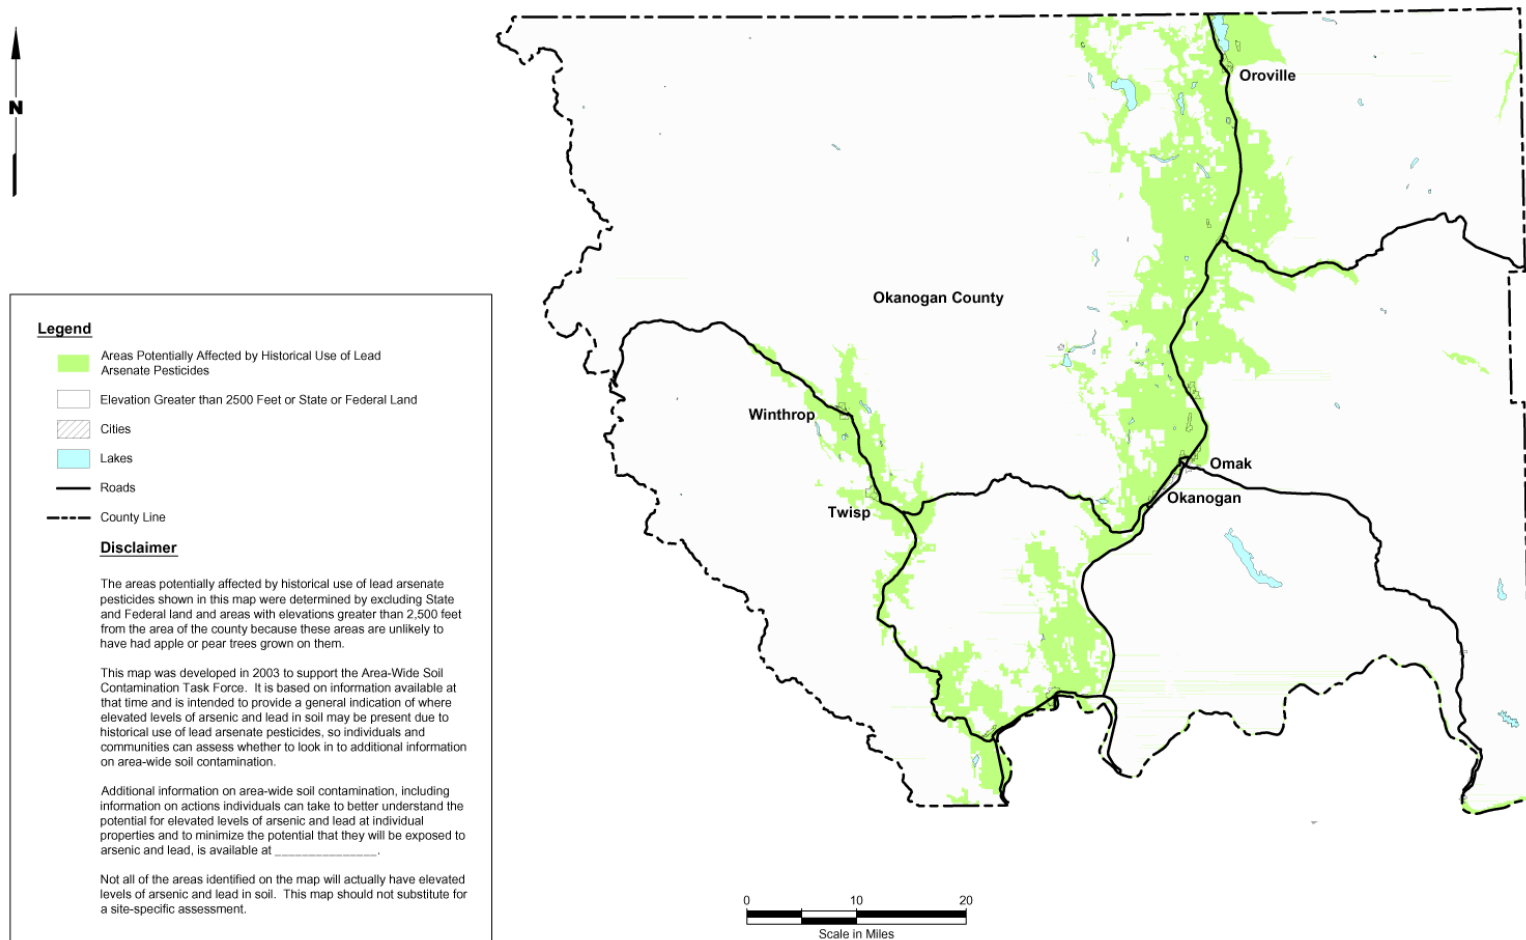 N
Oroville
Okanogan County
Winthrop
Omak
Okanogan
Twisp
Legend
Areas Potentially Affected by Historical Use of Lead
Arsenate Pesticides
Elevation Greater than 2500 Feet or State or Federal Land
Cities
Lakes
Roads
County Line
Disclaimer
The areas potentially affected by historical use of lead arsenate
pesticides shown in this map were determined by excluding State
and Federal land and areas with elevations greater than 2,500 feet
from the area of the county because these areas are unlikely to
have had apple or pear trees grown on them.
This map was developed in 2003 to support the Area-Wide Soil
Contamination Task Force. It is based on information available at
that time and is intended to provide a general indication of where
elevated levels of arsenic and lead in soil may be present due to
historical use of lead arsenate pesticides, so individuals and
communities can assess whether to look in to additional information
on area-wide soil contamination.
Additional information on area-wide soil contamination, including
information on actions individuals can take to better understand the
potential for elevated levels of arsenic and lead at individual
properties and to minimize the potential that they will be exposed to
arsenic and lead, is available at _______________.
Not all of the areas identified on the map will actually have elevated
levels of arsenic and lead in soil. This map should not substitute for
a site-specific assessment.
0 10 20
Scale in Miles